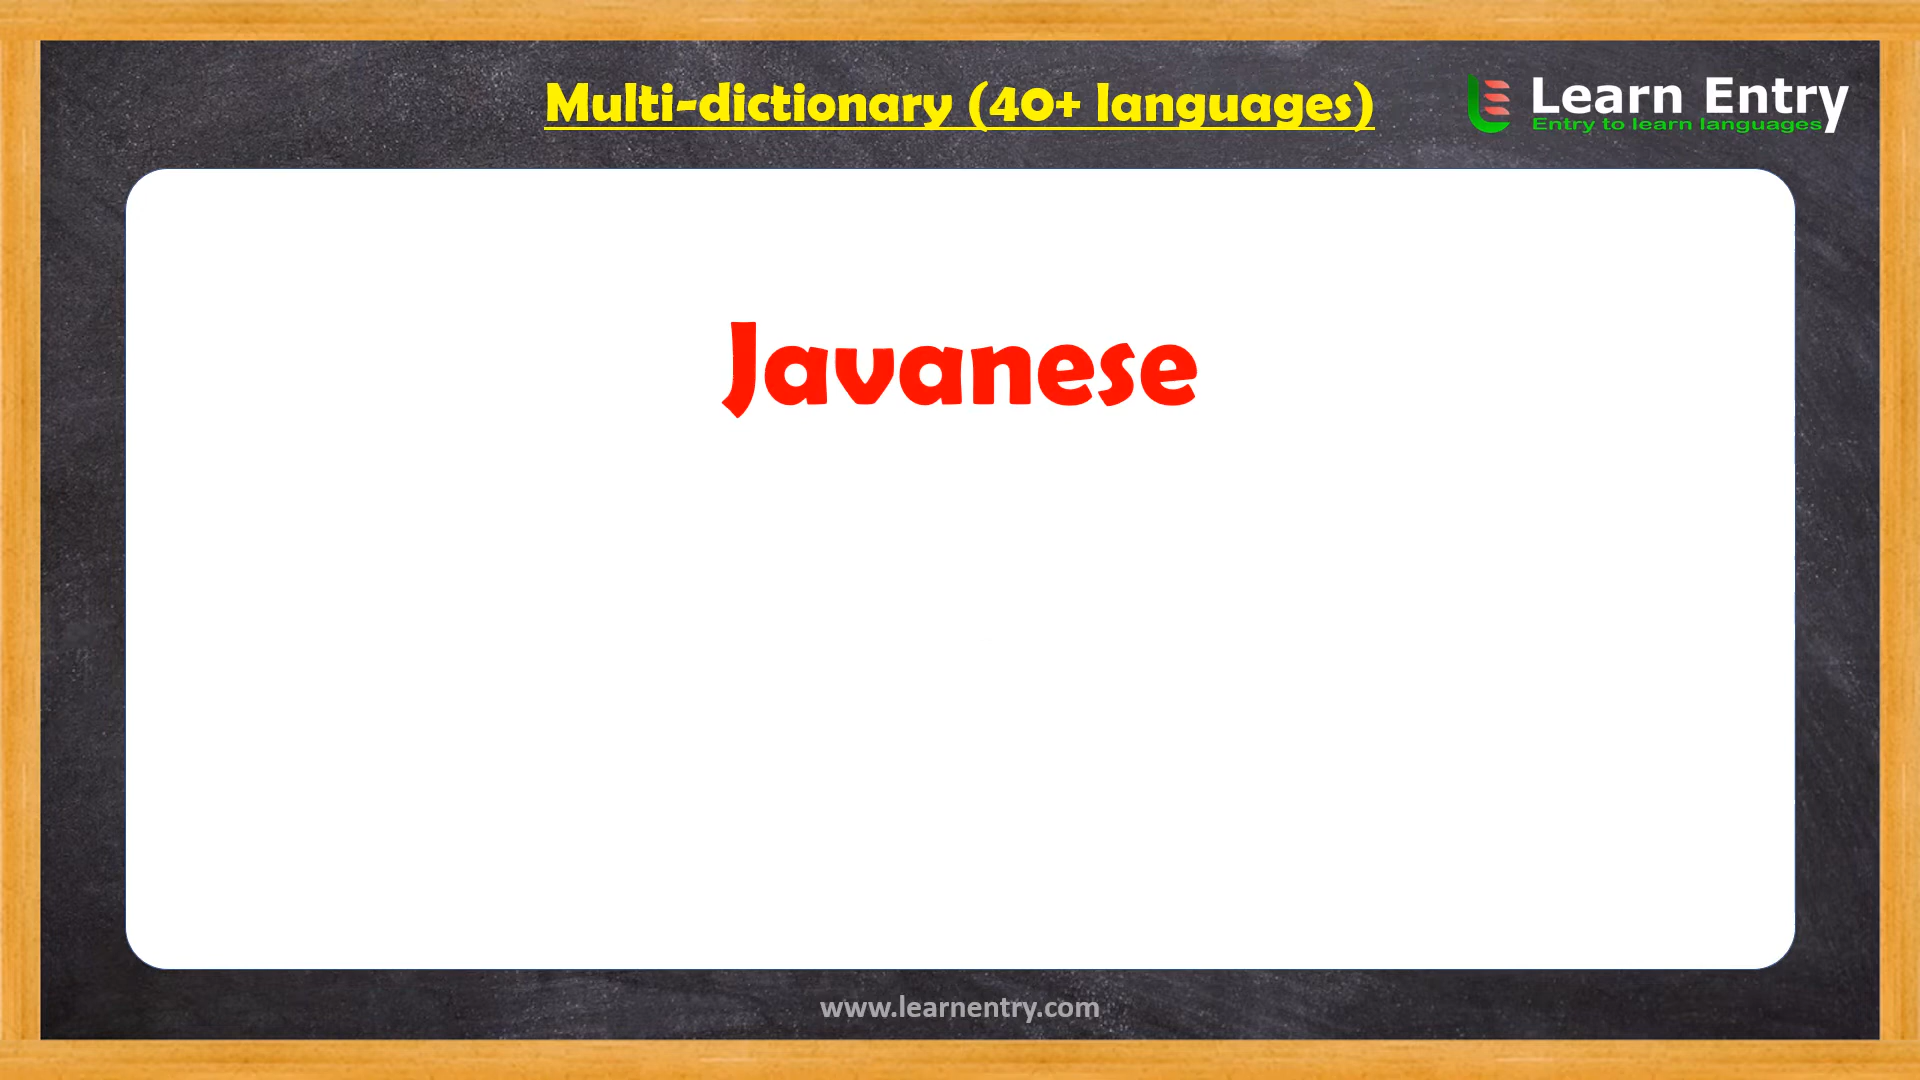 Multi-dictionary (40+ languages)
Learn Entry
Entry to learn languages
Javanese
www.learnentry.com